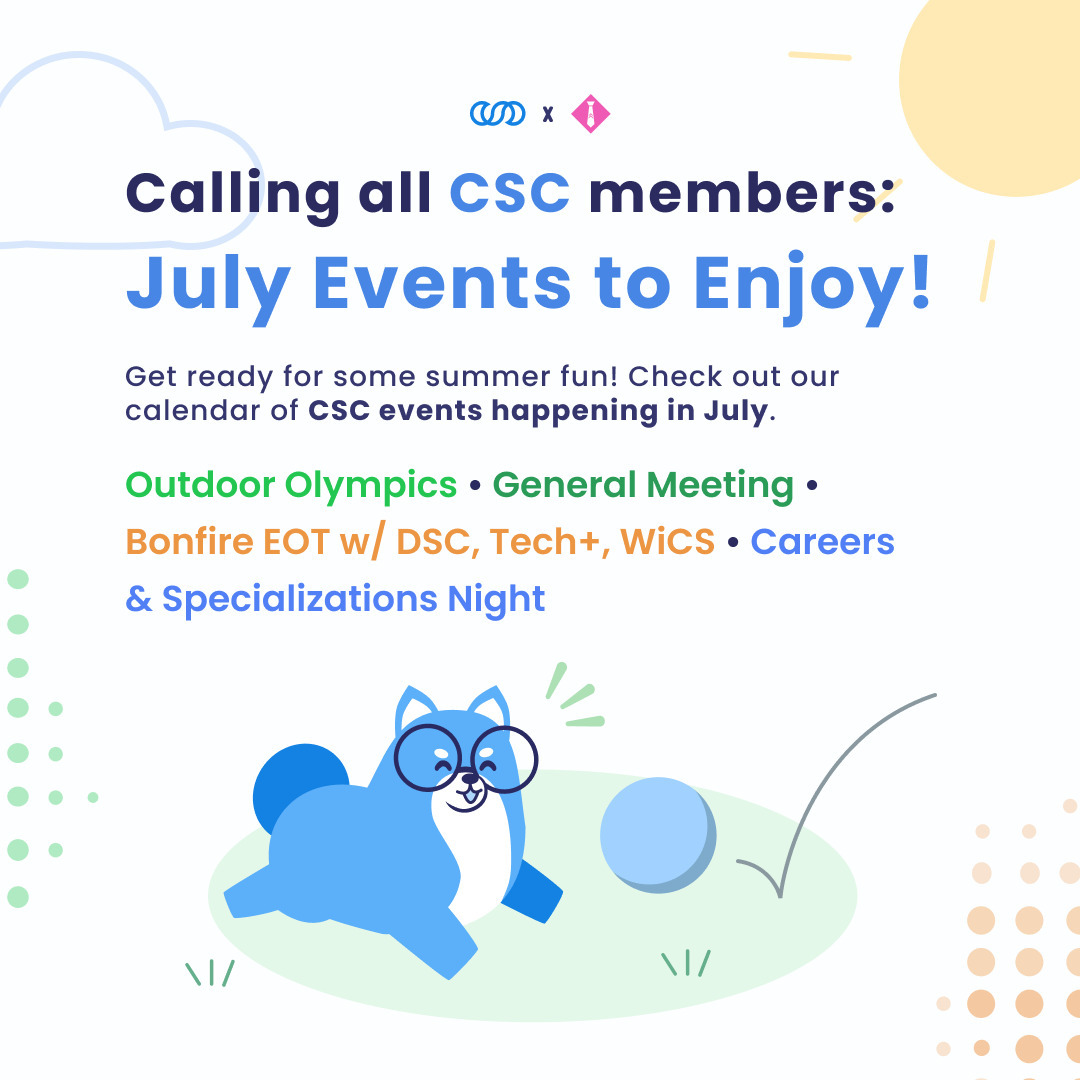 x
Calling all CSC members:
July Events to Enjoy!
Get ready for some summer fun! Check out our
calendar of CSC events happening in July.
Outdoor Olympics • General Meeting •
Bonfire EOT w/ DSC, Tech+, WiCS • Careers
& Specializations Night